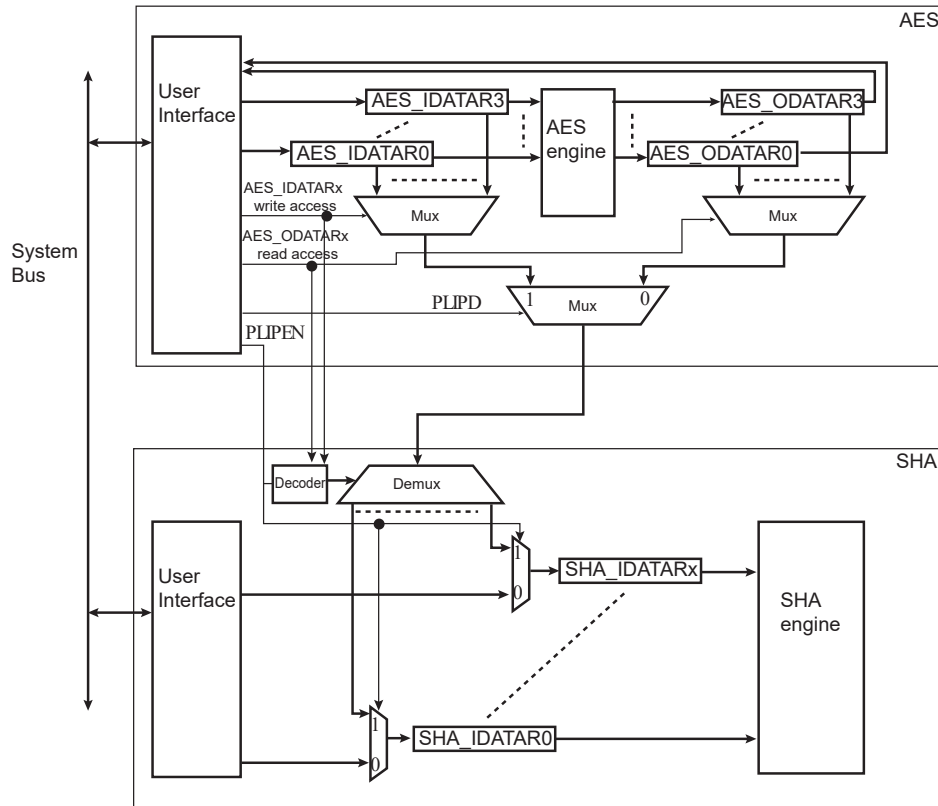 AES
User
Interface
AES_IDATAR3
AES_ODATAR3
AES
engine
AES_IDATAR0
AES_ODATAR0
AES_IDATARx
write access
Mux
Mux
AES_ODATARx
read access
System
Bus
1
Mux
0
PLIPD
PLIPEN
SHA
Decoder
Demux
1
SHA_IDATARx
User
Interface
0
SHA
engine
1
SHA_IDATAR0
0